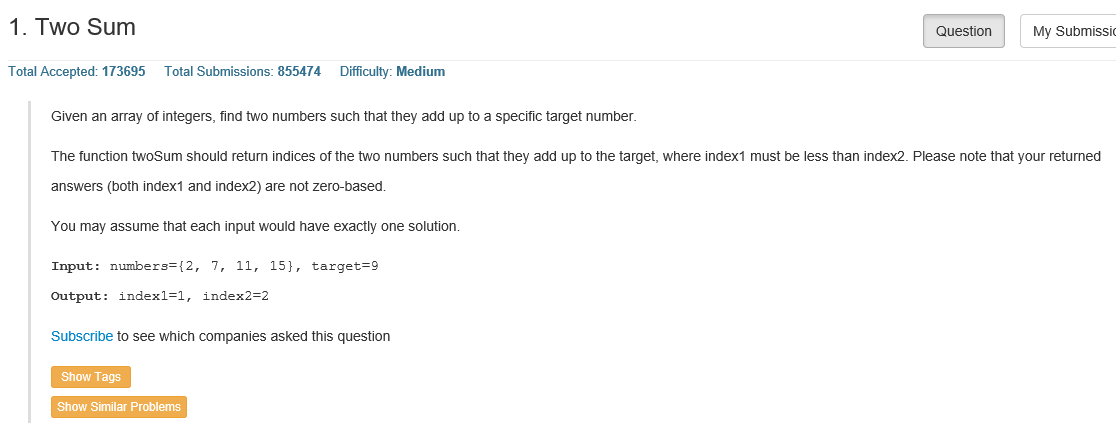 1. Two Sum
Question
My Submissio
Total Accepted: 173695 Total Submissions: 855474 Difficulty: Medium
Given an array of integers, find two numbers such that they add up to a specific target number.
The function twoSum should return indices of the two numbers such that they add up to the target, where index1 must be less than index2. Please note that your returned
answers (both index1 and index2) are not zero-based.
You may assume that each input would have exactly one solution.
Input: numbers={2, 7, 11, 15}, target=9
Output: index1=1, index2=2
Subscribe to see which companies asked this question
Show Tags
Show Similar Problems